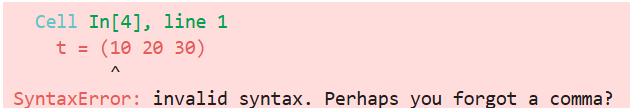 Cell In[4], line 1
t = (10 20 30)
^
SyntaxError: invalid syntax. Perhaps you forgot a comma?